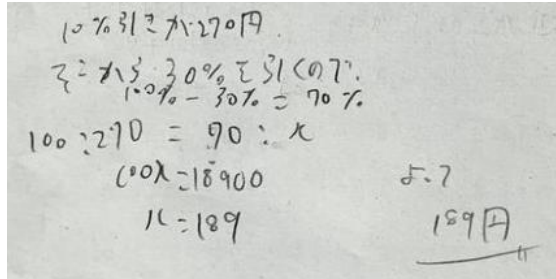 10%引きが270円
そこから30%を引くので、
100% - 30% = 70%
100 : 270 = 70 : x
100x = 18900
x = 189
よって
189円